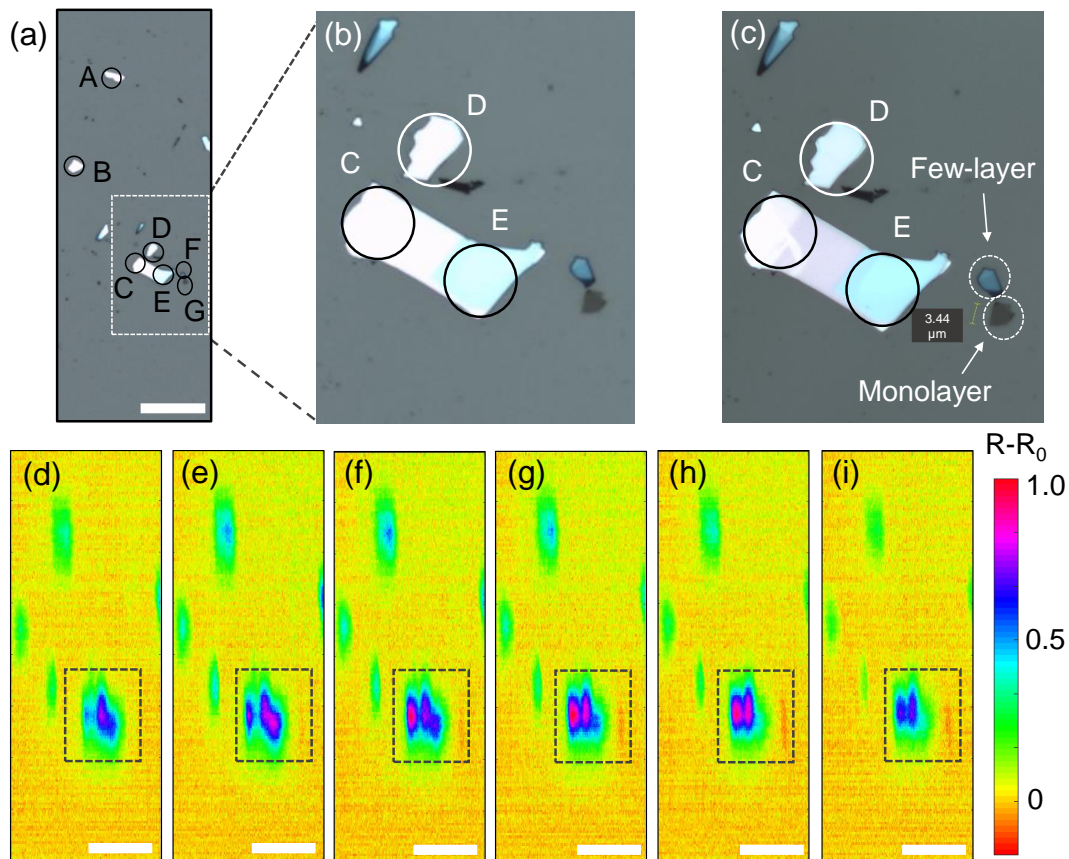 (a)
A
B
D
F
C
E
G
(b)
D
C
E
(c)
D
C
E
Few-layer
3.44
µm
Monolayer
(d)
(e)
(f)
(g)
(h)
(i)
R-R0
1.0
0.5
0